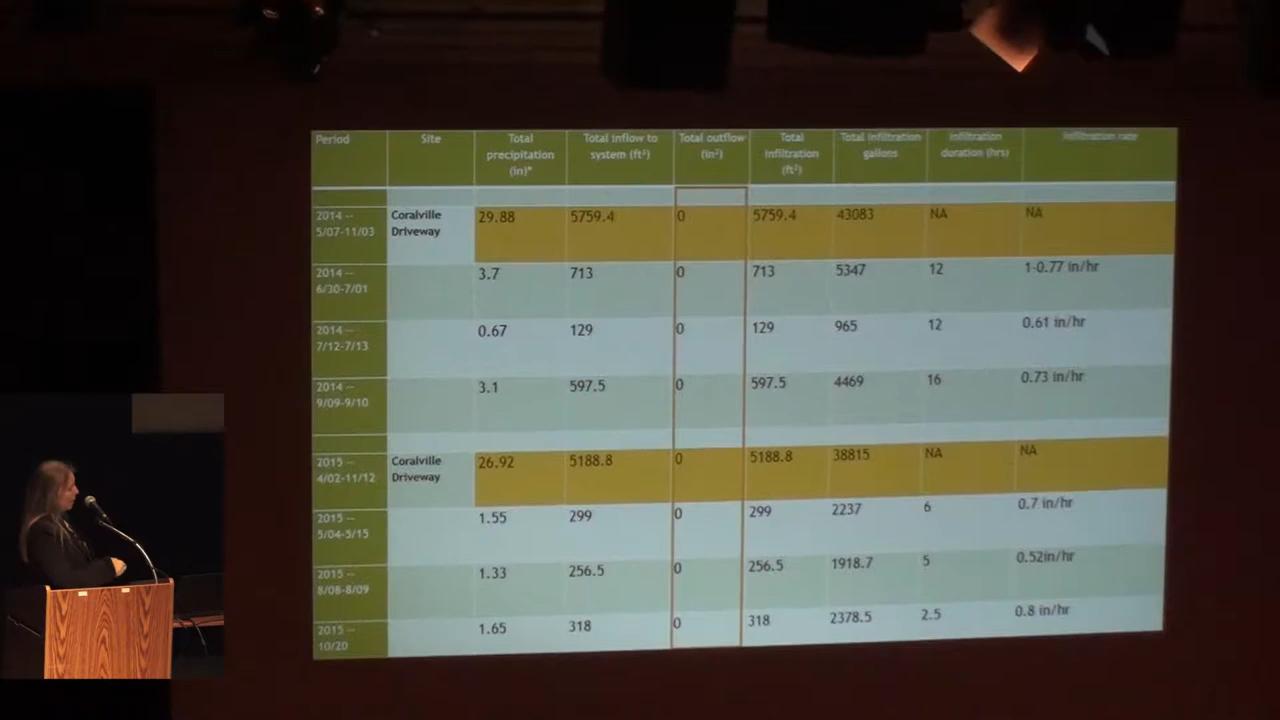 Period Site Total precipitation (in)* Total inflow to system (ft³) Total outflow (in³) Total infiltration (ft³) Total infiltration gallons Infiltration duration (hrs) Infiltration rate
2014 -- 5/07-11/03 Coralville Driveway 29.88 5759.4 0 5759.4 43083 NA NA
2014 -- 6/30-7/01 3.7 713 0 713 5347 12 1-0.77 in/hr
2014 -- 7/12-7/13 0.67 129 0 129 965 12 0.61 in/hr
2014 -- 9/09-9/10 3.1 597.5 0 597.5 4469 16 0.73 in/hr
2015 -- 4/02-11/12 Coralville Driveway 26.92 5188.8 0 5188.8 38815 NA NA
2015 -- 5/04-5/15 1.55 299 0 299 2237 6 0.7 in/hr
2015 -- 8/08-8/09 1.33 256.5 0 256.5 1918.7 5 0.52in/hr
2015 -- 10/20 1.65 318 0 318 2378.5 2.5 0.8 in/hr